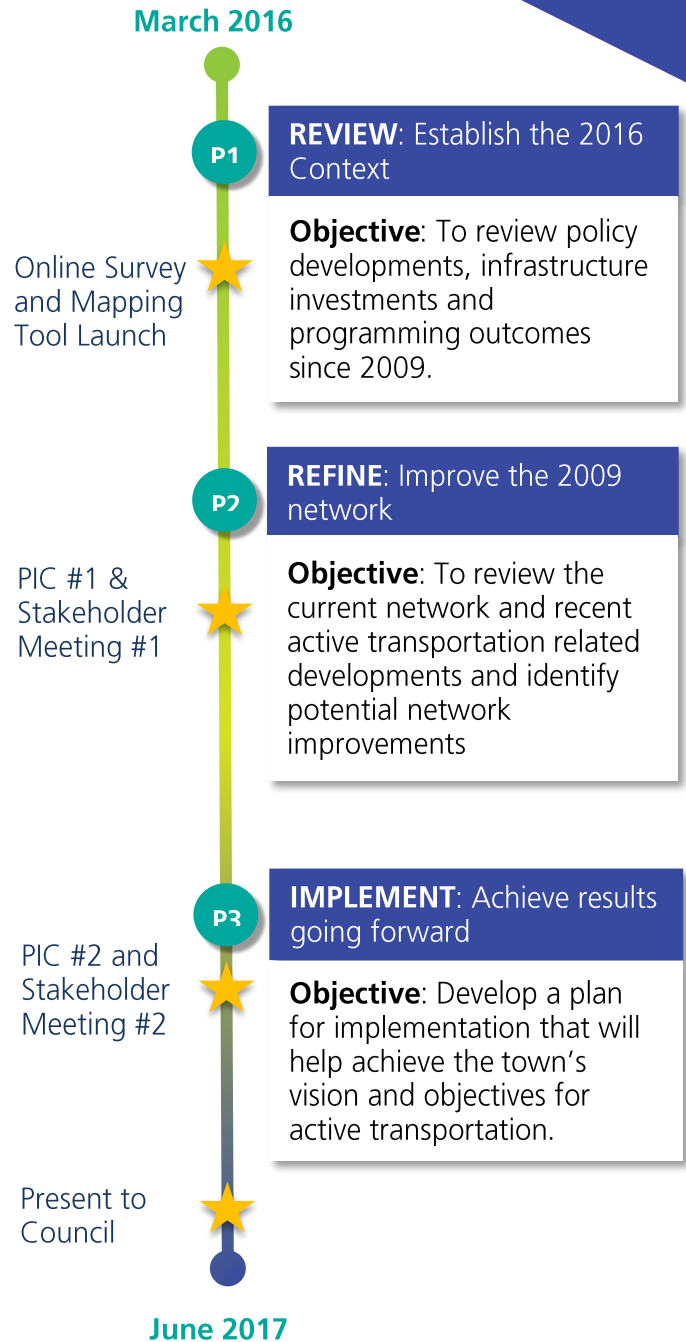 March 2016
P1
REVIEW: Establish the 2016
Context
Objective: To review policy
developments, infrastructure
investments and
programming outcomes
since 2009.
Online Survey
and Mapping
Tool Launch
P2
REFINE: Improve the 2009
network
Objective: To review the
current network and recent
active transportation related
developments and identify
potential network
improvements
PIC #1 &
Stakeholder
Meeting #1
P3
IMPLEMENT: Achieve results
going forward
Objective: Develop a plan
for implementation that will
help achieve the town's
vision and objectives for
active transportation.
PIC #2 and
Stakeholder
Meeting #2
Present to
Council
June 2017